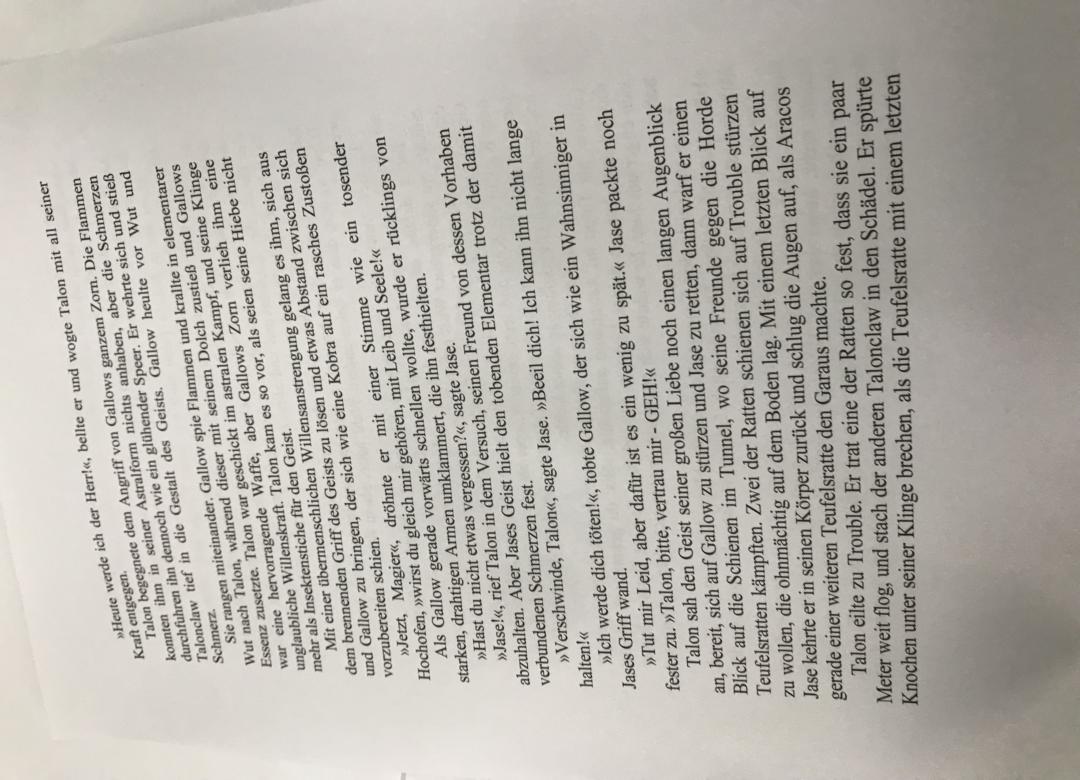 »Heute werde ich der Herr!«, bellte er und wogte Talon mit all seiner
Kraft entgegen.
Talon begegnete dem Angriff von Gallows ganzem Zorn. Die Flammen
konnten ihm in seiner Astralform nichts anhaben, aber die Schmerzen
durchfuhren ihn dennoch wie ein glühender Speer. Er wehrte sich und stieß
Talonclaw tief in die Gestalt des Geists. Gallow heulte vor Wut und
Schmerz.
Sie rangen miteinander. Gallow spie Flammen und krallte in elementarer
Wut nach Talon, während dieser mit seinem Dolch zustieß und Gallows
Essenz zusetzte. Talon war geschickt im astralen Kampf, und seine Klinge
war eine hervorragende Waffe, aber Gallows Zorn verlieh ihm eine
unglaubliche Willenskraft. Talon kam es so vor, als seien seine Hiebe nicht
mehr als Insektenstiche für den Geist.
Mit einer übermenschlichen Willensanstrengung gelang es ihm, sich aus
dem brennenden Griff des Geists zu lösen und etwas Abstand zwischen sich
und Gallow zu bringen, der sich wie eine Kobra auf ein rasches Zustoßen
vorzubereiten schien.
»Jetzt, Magier«, dröhnte er mit einer Stimme wie ein tosender
Hochofen, »wirst du gleich mir gehören, mit Leib und Seele!«
Als Gallow gerade vorwärts schnellen wollte, wurde er rücklings von
starken, drahtigen Armen umklammert, die ihn festhielten.
»Hast du nicht etwas vergessen?«, sagte Jase.
»Jase!«, rief Talon in dem Versuch, seinen Freund von dessen Vorhaben
abzuhalten. Aber Jases Geist hielt den tobenden Elementar trotz der damit
verbundenen Schmerzen fest.
»Verschwinde, Talon«, sagte Jase. »Beeil dich! Ich kann ihn nicht lange
halten!«
»Ich werde dich töten!«, tobte Gallow, der sich wie ein Wahnsinniger in
Jases Griff wand.
»Tut mir Leid, aber dafür ist es ein wenig zu spät.« Jase packte noch
fester zu. »Talon, bitte, vertrau mir - GEH!«
Talon sah den Geist seiner großen Liebe noch einen langen Augenblick
an, bereit, sich auf Gallow zu stürzen und Jase zu retten, dann warf er einen
Blick auf die Schienen im Tunnel, wo seine Freunde gegen die Horde
Teufelsratten kämpften. Zwei der Ratten schienen sich auf Trouble stürzen
zu wollen, die ohnmächtig auf dem Boden lag. Mit einem letzten Blick auf
Jase kehrte er in seinen Körper zurück und schlug die Augen auf, als Aracos
gerade einer weiteren Teufelsratte den Garaus machte.
Talon eilte zu Trouble. Er trat eine der Ratten so fest, dass sie ein paar
Meter weit flog, und stach der anderen Talonclaw in den Schädel. Er spürte
Knochen unter seiner Klinge brechen, als die Teufelsratte mit einem letzten